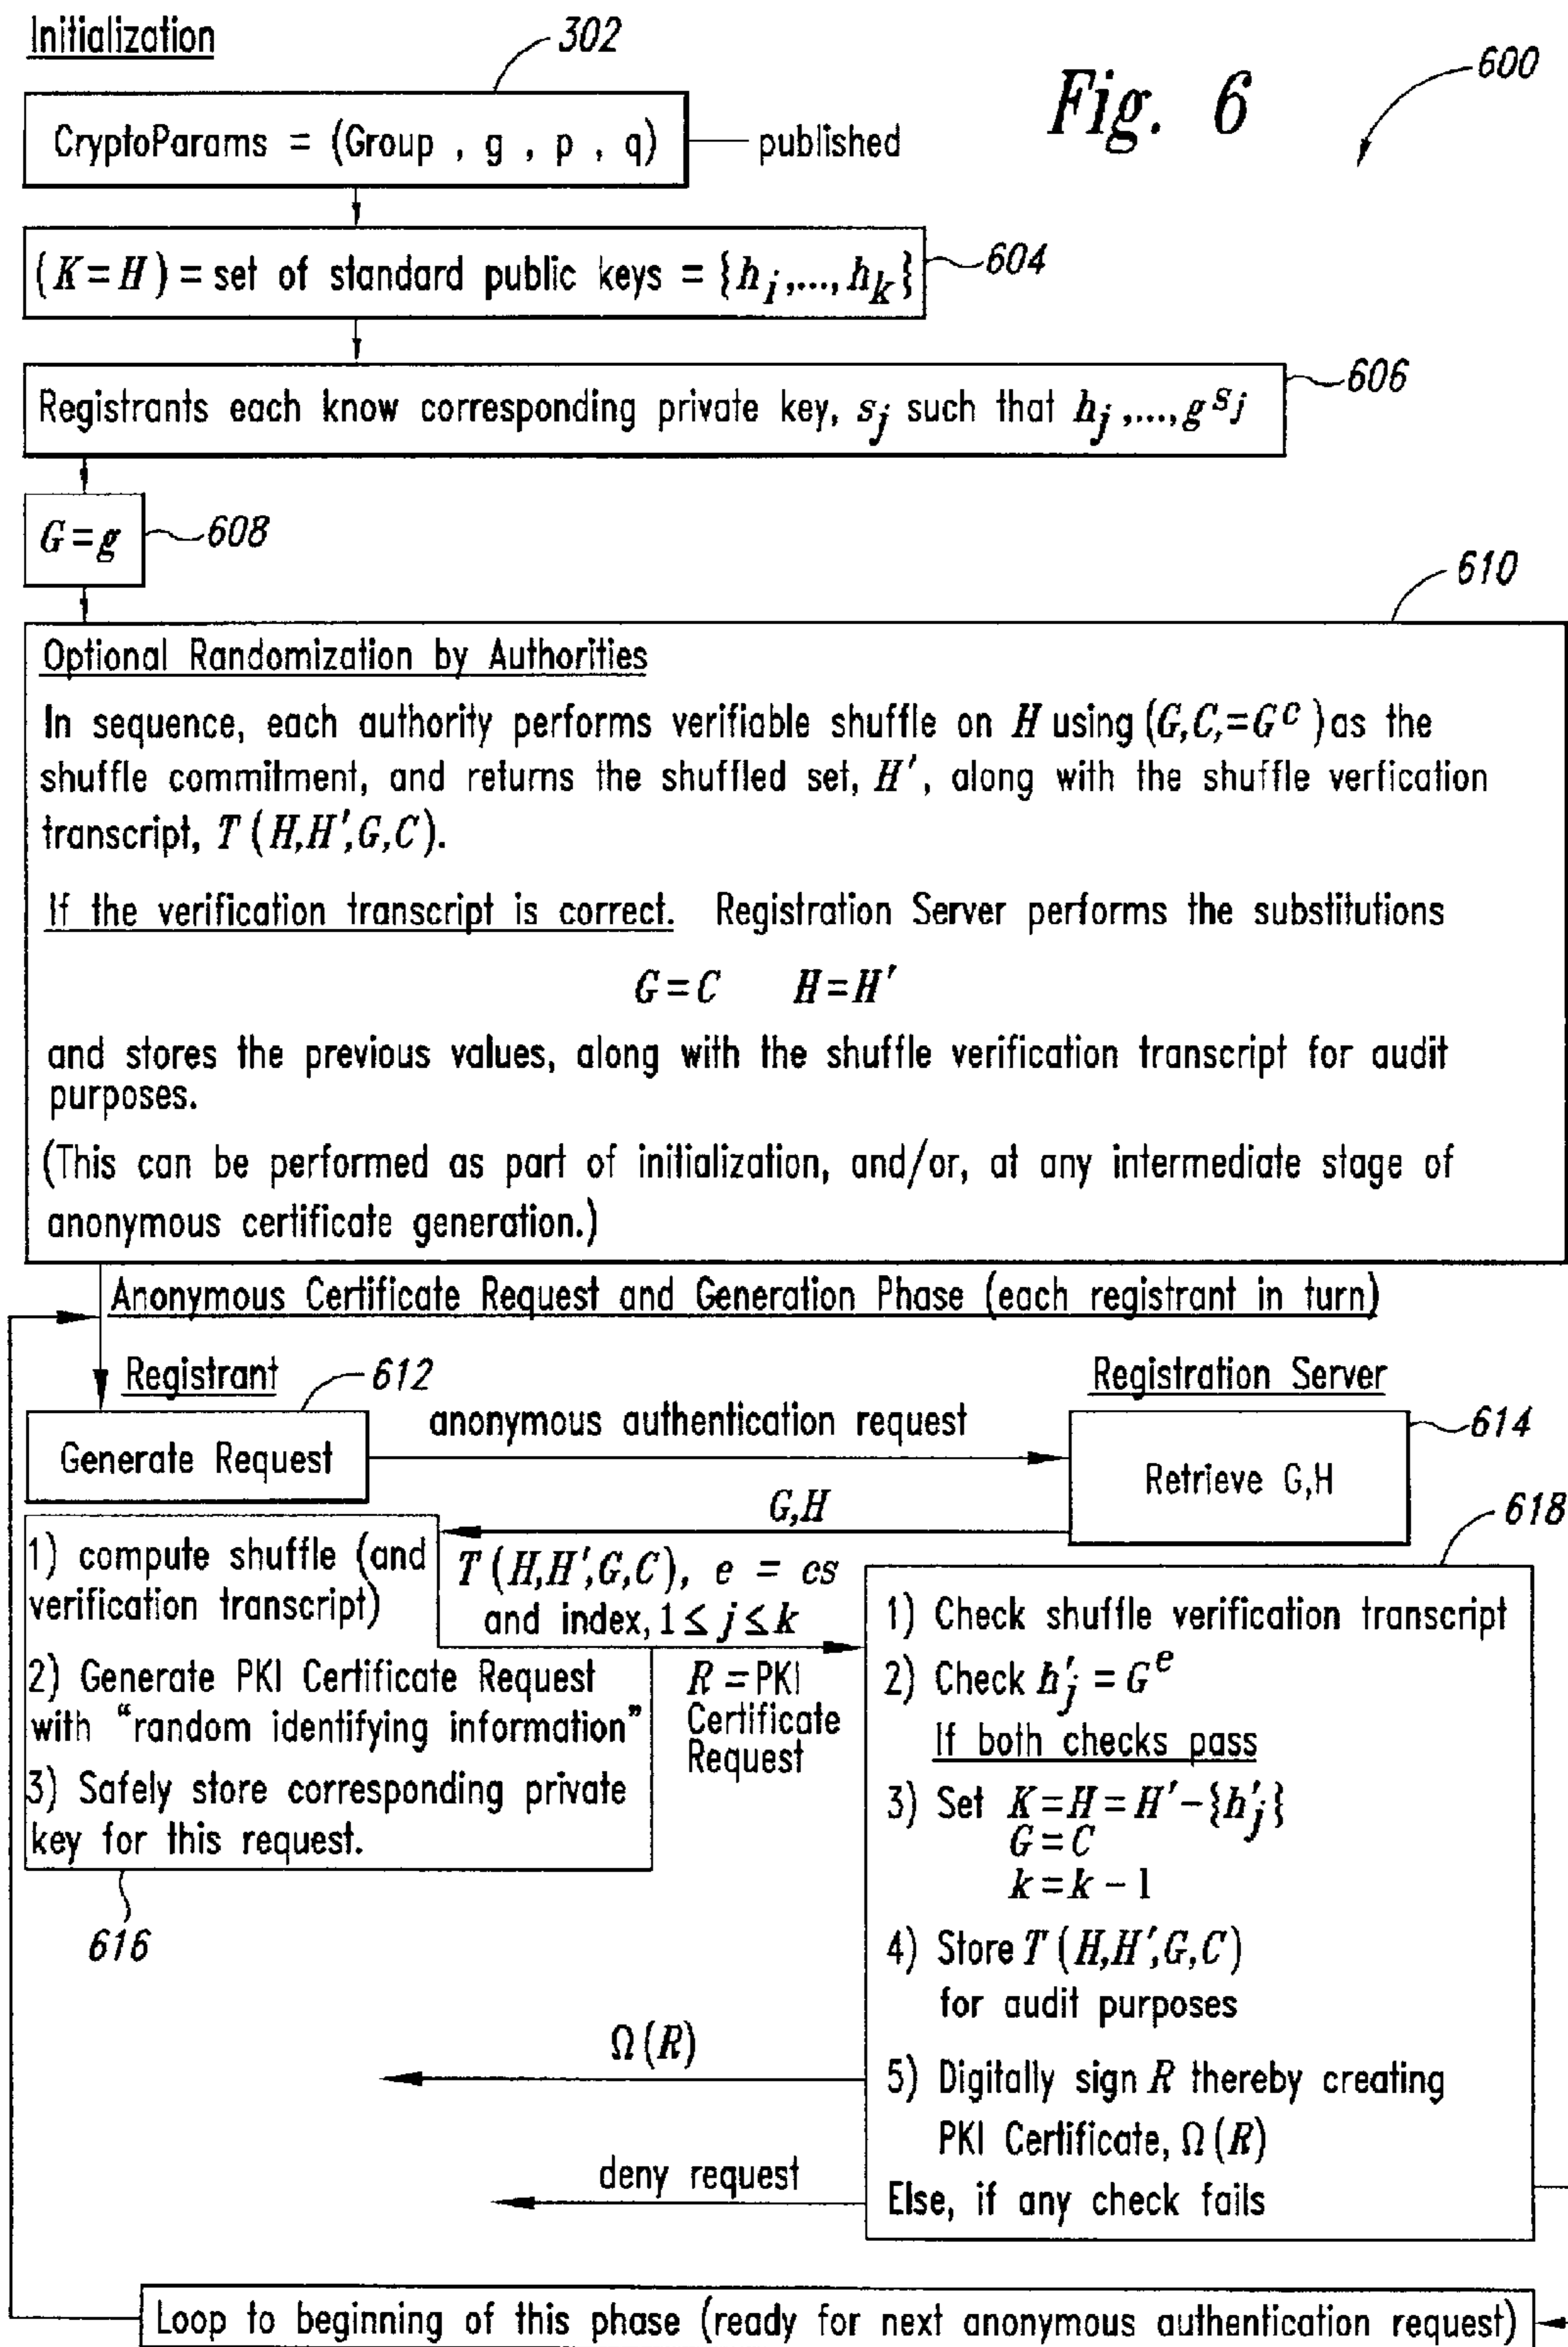 Initialization
302
Fig. 6
600
CryptoParams = (Group , g , p , q)
published
(K=H) = set of standard public keys = {h_i,...,h_k}
604
Registrants each know corresponding private key, s_j such that h_j ,..., g^{s_j}
606
G=g
608
610
Optional Randomization by Authorities
In sequence, each authority performs verifiable shuffle on H using (G,C,=G^c) as the
shuffle commitment, and returns the shuffled set, H', along with the shuffle verfication
transcript, T(H,H',G,C).
If the verification transcript is correct. Registration Server performs the substitutions
G=C H=H'
and stores the previous values, along with the shuffle verification transcript for audit
purposes.
(This can be performed as part of initialization, and/or, at any intermediate stage of
anonymous certificate generation.)
Anonymous Certificate Request and Generation Phase (each registrant in turn)
Registrant
612
Registration Server
Generate Request
anonymous authentication request
614
Retrieve G,H
G,H
618
1) compute shuffle (and
verification transcript)
2) Generate PKI Certificate Request
with “random identifying information”
3) Safely store corresponding private
key for this request.
616
T(H,H',G,C), e = cs
and index, 1≤j≤k
R = PKI
Certificate
Request
1) Check shuffle verification transcript
2) Check h'_j = G^e
If both checks pass
3) Set K=H=H'-{h'_j}
G=C
k=k-1
4) Store T(H,H',G,C)
for audit purposes
Ω(R)
5) Digitally sign R thereby creating
PKI Certificate, Ω(R)
deny request
Else, if any check fails
Loop to beginning of this phase (ready for next anonymous authentication request)